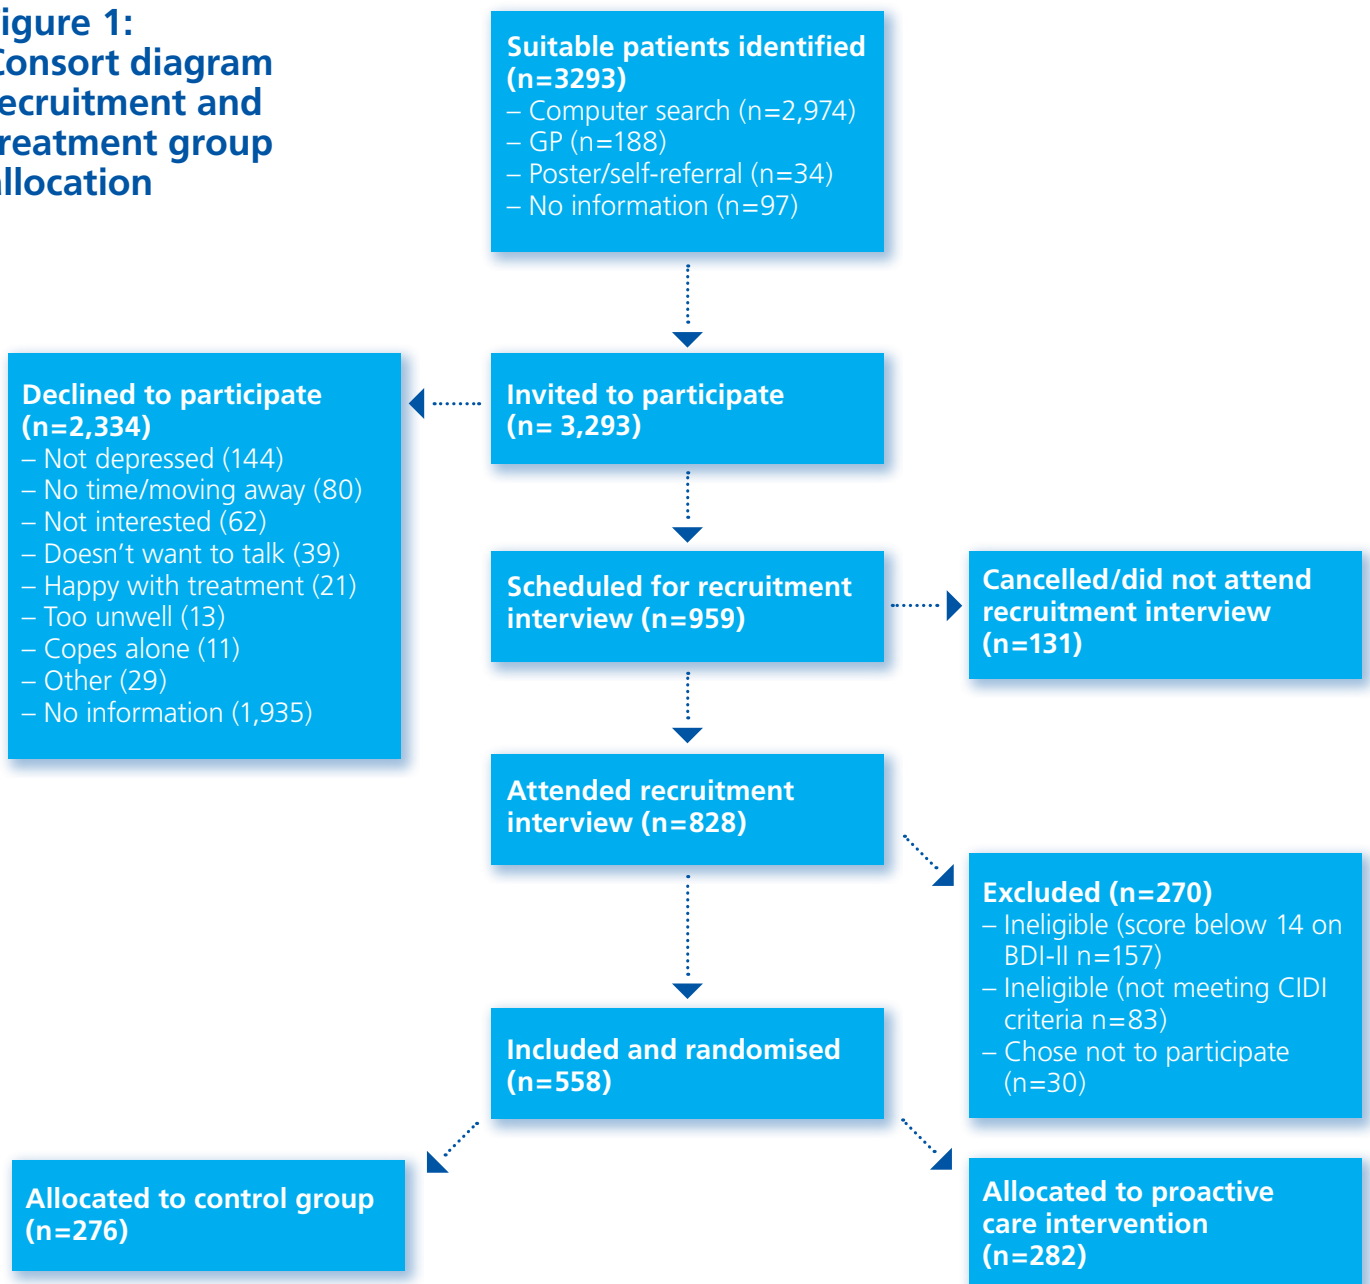 igure 1:
Consort diagram
ecruitment and
reatment group
allocation
Suitable patients identified
(n=3293)
– Computer search (n=2,974)
– GP (n=188)
– Poster/self-referral (n=34)
– No information (n=97)
Declined to participate
(n=2,334)
– Not depressed (144)
– No time/moving away (80)
– Not interested (62)
– Doesn't want to talk (39)
– Happy with treatment (21)
– Too unwell (13)
– Copes alone (11)
– Other (29)
– No information (1,935)
Invited to participate
(n= 3,293)
Scheduled for recruitment
interview (n=959)
Cancelled/did not attend
recruitment interview
(n=131)
Attended recruitment
interview (n=828)
Excluded (n=270)
– Ineligible (score below 14 on
BDI-II n=157)
– Ineligible (not meeting CIDI
criteria n=83)
– Chose not to participate
(n=30)
Included and randomised
(n=558)
Allocated to control group
(n=276)
Allocated to proactive
care intervention
(n=282)